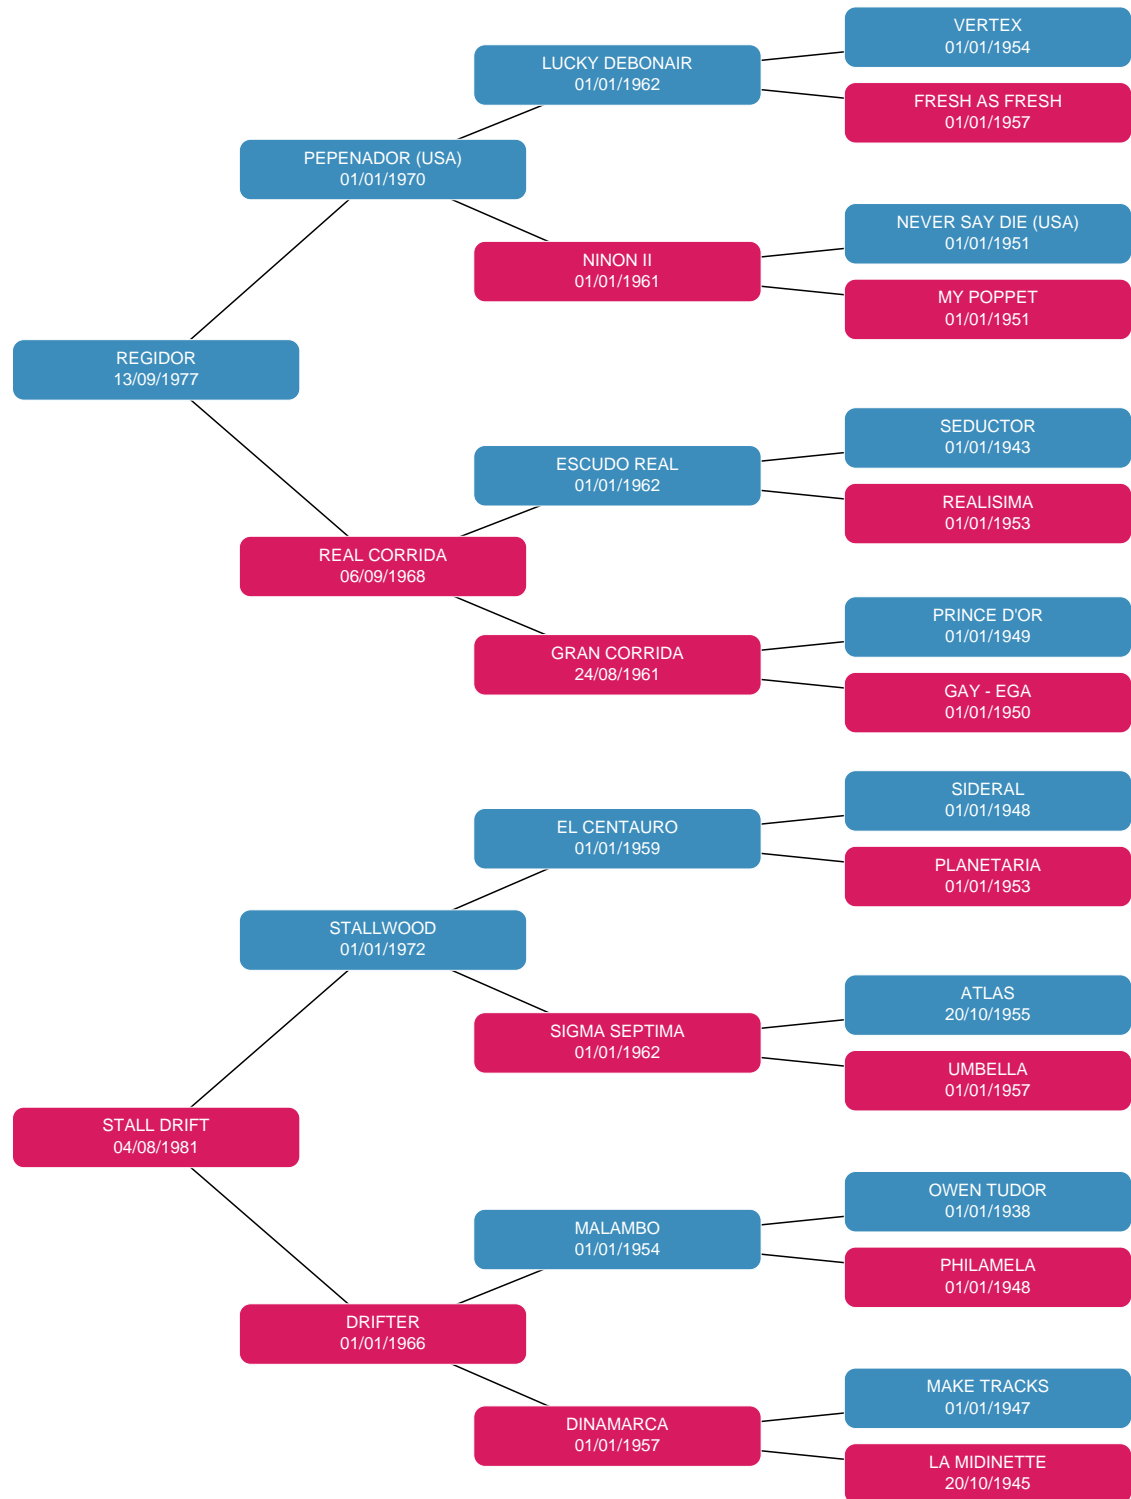 VERTEX
01/01/1954
LUCKY DEBONAIR
01/01/1962
FRESH AS FRESH
01/01/1957
PEPENADOR (USA)
01/01/1970
NEVER SAY DIE (USA)
01/01/1951
NINON II
01/01/1961
MY POPPET
01/01/1951
REGIDOR
13/09/1977
SEDUCTOR
01/01/1943
ESCUDO REAL
01/01/1962
REALISIMA
01/01/1953
REAL CORRIDA
06/09/1968
PRINCE D'OR
01/01/1949
GRAN CORRIDA
24/08/1961
GAY - EGA
01/01/1950
SIDERAL
01/01/1948
EL CENTAURO
01/01/1959
PLANETARIA
01/01/1953
STALLWOOD
01/01/1972
ATLAS
20/10/1955
SIGMA SEPTIMA
01/01/1962
UMBELLA
01/01/1957
STALL DRIFT
04/08/1981
OWEN TUDOR
01/01/1938
MALAMBO
01/01/1954
PHILAMELA
01/01/1948
DRIFTER
01/01/1966
MAKE TRACKS
01/01/1947
DINAMARCA
01/01/1957
LA MIDINETTE
20/10/1945